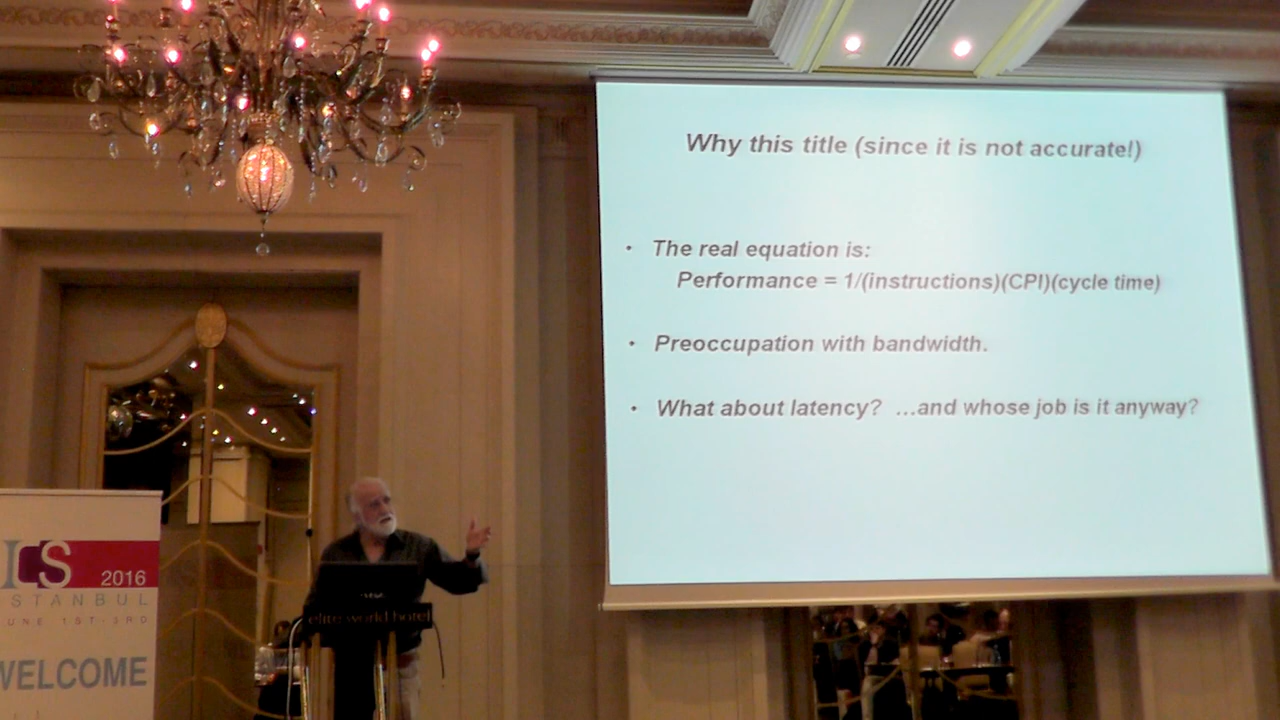 Why this title (since it is not accurate!)
• The real equation is:
Performance = 1/(instructions)(CPI)(cycle time)
• Preoccupation with bandwidth.
• What about latency? ...and whose job is it anyway?
ICS
2016
STANBUL
UNE 1ST-3RD
WELCOME
elite world hotel